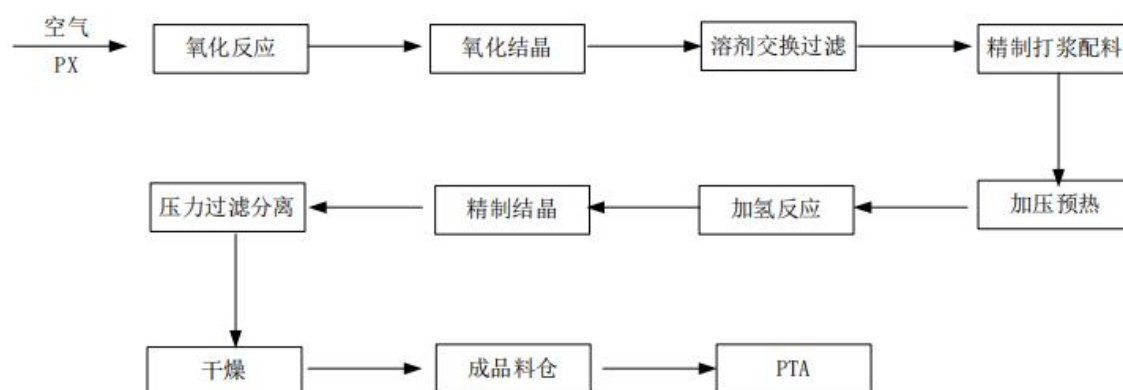 空气
PX
氧化反应
氧化结晶
溶剂交换过滤
精制打浆配料
加压预热
加氢反应
精制结晶
压力过滤分离
干燥
成品料仓
PTA